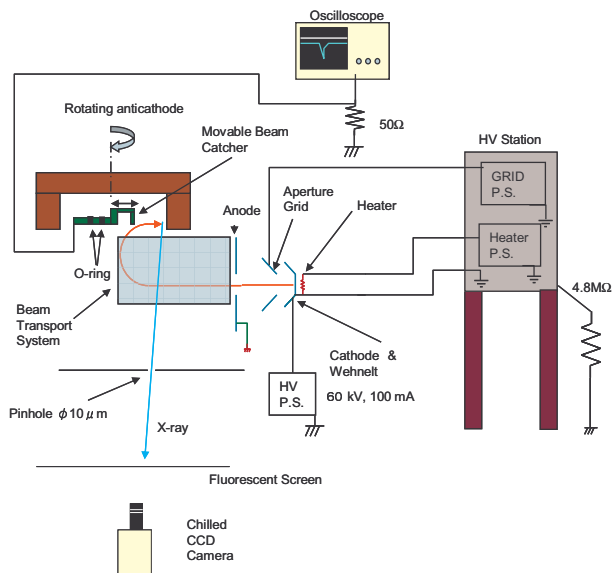 Oscilloscope
Rotating anticathode
Movable Beam
Catcher
50Ω
HV Station
GRID
P.S.
Aperture
Grid
Heater
Anode
Heater
P.S.
O-ring
4.8MΩ
Beam
Transport
System
Cathode &
Wehnelt
HV
P.S.
60 kV, 100 mA
Pinhole ϕ10μm
X-ray
Fluorescent Screen
Chilled
CCD
Camera